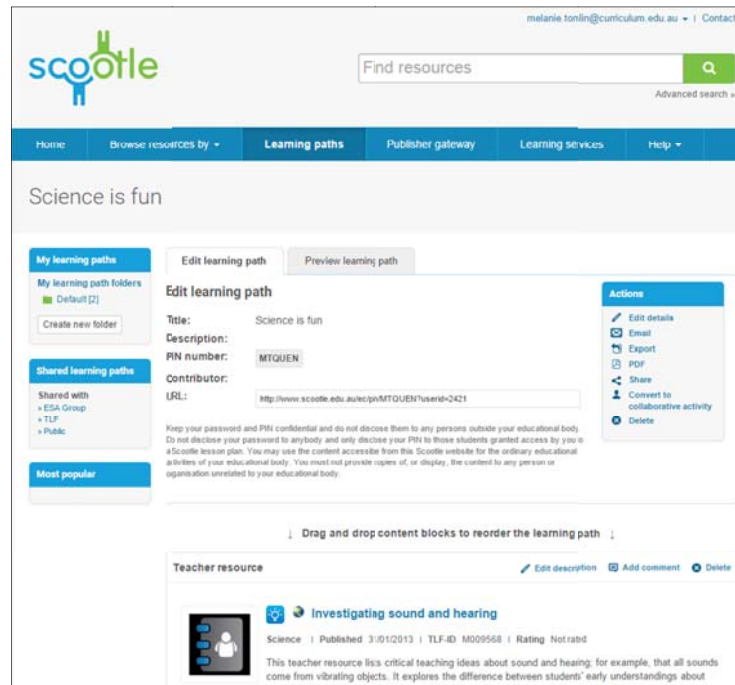 melanie.tomlin@curriculum.edu.au | Contact
scootle
Find resources
Advanced search »
Home Browse resources by Learning paths Publisher gateway Learning services Help
Science is fun
My learning paths
My learning path folders
Default [2]
Create new folder
Shared learning paths
Shared with
» ESA Group
» TLF
» Public
Most popular
Edit learning path Preview learning path
Edit learning path
Title: Science is fun
Description:
PIN number: MTQUEN
Contributor:
URL: http://www.scootle.edu.au/ec/pin/MTQUEN?userid=2421
Keep your password and PIN confidential and do not disclose them to any persons outside your educational body.
Do not disclose your password to anybody and only disclose your PIN to those students granted access by you o
a Scootle lesson plan. You may use the content accessible from this Scootle website for the ordinary educational
activities of your educational body. You must not provide copies of, or display, the content to any person or
oganisation unrelated to your educational body.
Actions
Edit details
Email
Export
PDF
Share
Convert to
collaborative activity
Delete
↓ Drag and drop content blocks to reorder the learning path ↓
Teacher resource Edit description Add comment Delete
Investigating sound and hearing
Science | Published 31/01/2013 | TLF-ID M009568 | Rating Not rated
This teacher resource lists critical teaching ideas about sound and hearing; for example, that all sounds
come from vibrating objects. It explores the difference between students' early understandings about